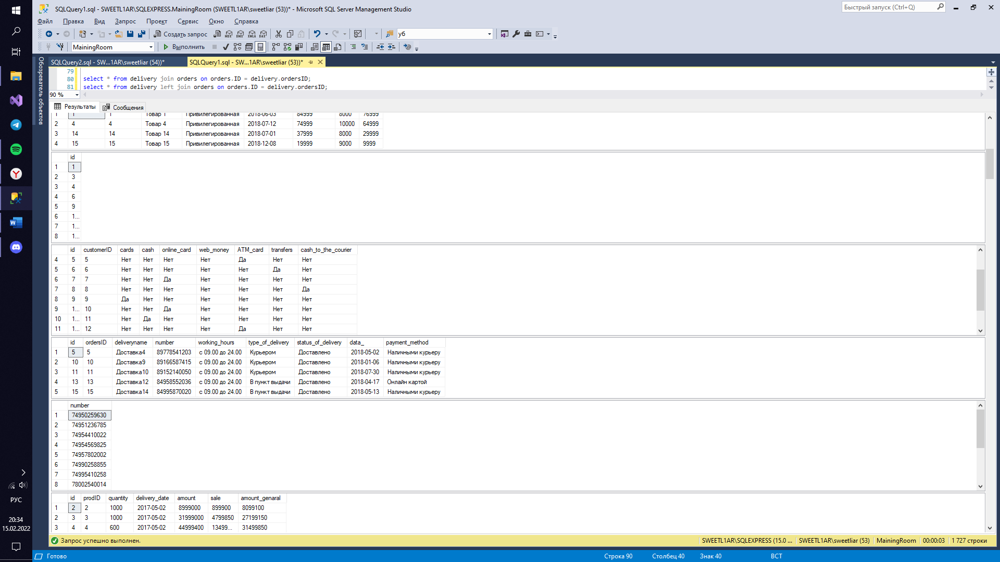 SQLQuery1.sql - SWEETL1AR\SQLEXPRESS.MainingRoom (SWEETL1AR\sweetliar (53))* - Microsoft SQL Server Management Studio
Быстрый запуск (Ctrl+Q)
Файл Правка Вид Запрос Проект Сервис Окно Справка
Создать запрос MDX DMX XMLA DAX у6
MainingRoom Выполнить
Обозреватель объектов
SQLQuery2.sql - SW...1AR\sweetliar (54))* SQLQuery1.sql - SW...1AR\sweetliar (53))*
79
80 select * from delivery join orders on orders.ID = delivery.ordersID;
81 select * from delivery left join orders on orders.ID = delivery.ordersID;
90 %
Результаты Сообщения
1 1 1 Товар 1 Привилегированная 2018-06-03 84999 8000 76999
2 4 4 Товар 4 Привилегированная 2018-07-12 74999 10000 64999
3 14 14 Товар 14 Привилегированная 2018-07-01 37999 8000 29999
4 15 15 Товар 15 Привилегированная 2018-12-08 19999 9000 9999
id
1 1
2 3
3 4
4 6
5 9
6 1...
7 1...
8 1...
id customerID cards cash online_card web_money ATM_card transfers cash_to_the_courier
4 5 5 Нет Нет Нет Нет Да Нет Нет
5 6 6 Нет Нет Нет Нет Нет Да Нет
6 7 7 Нет Нет Да Нет Нет Нет Нет
7 8 8 Нет Нет Нет Нет Нет Нет Да
8 9 9 Да Нет Нет Нет Нет Нет Нет
9 1... 10 Нет Нет Да Нет Нет Нет Нет
10 1... 11 Нет Да Нет Нет Нет Нет Нет
11 1... 12 Нет Нет Нет Нет Да Нет Нет
id ordersID deliveryname number working_hours type_of_delivery status_of_delivery data_ payment_method
1 5 5 Доставка4 89778541203 с 09.00 до 24.00 Курьером Доставлено 2018-05-02 Наличными курьеру
2 10 10 Доставка9 89166587415 с 09.00 до 24.00 Курьером Доставлено 2018-01-06 Наличными курьеру
3 11 11 Доставка10 89152140050 с 09.00 до 24.00 Курьером Доставлено 2018-07-30 Наличными курьеру
4 13 13 Доставка12 84958552036 с 09.00 до 24.00 В пункт выдачи Доставлено 2018-04-17 Онлайн картой
5 15 15 Доставка14 84995870020 с 09.00 до 24.00 В пункт выдачи Доставлено 2018-05-13 Наличными курьеру
number
1 74950259630
2 74951236785
3 74954410022
4 74954569825
5 74957802002
6 74990258855
7 74995410258
8 78002540014
id prodID quantity delivery_date amount sale amount_genaral
1 2 2 1000 2017-05-02 8999000 899900 8099100
2 3 3 1000 2017-05-02 31999000 4799850 27199150
3 4 4 600 2017-05-02 44999400 13499... 31499850
Запрос успешно выполнен. SWEETL1AR\SQLEXPRESS (15.0 ... SWEETL1AR\sweetliar (53) MainingRoom 00:00:03 1 727 строки
Готово Строка 90 Столбец 40 Знак 40 ВСТ
РУС
20:34
15.02.2022